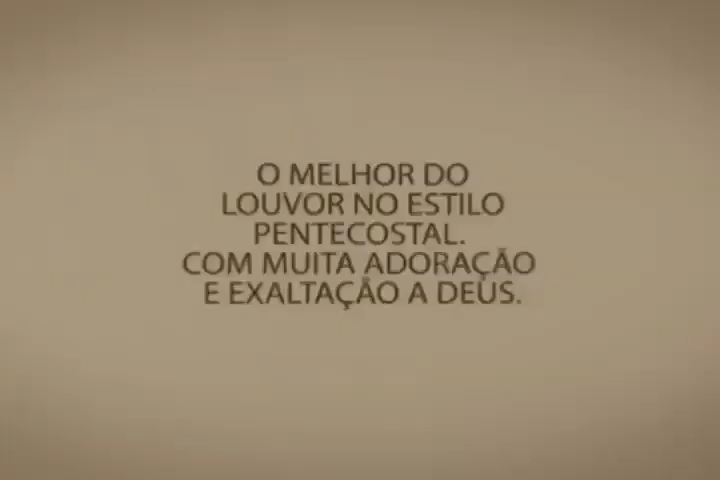 O MELHOR DO
LOUVOR NO ESTILO
PENTECOSTAL.
COM MUITA ADORAÇÃO
E EXALTAÇÃO A DEUS.